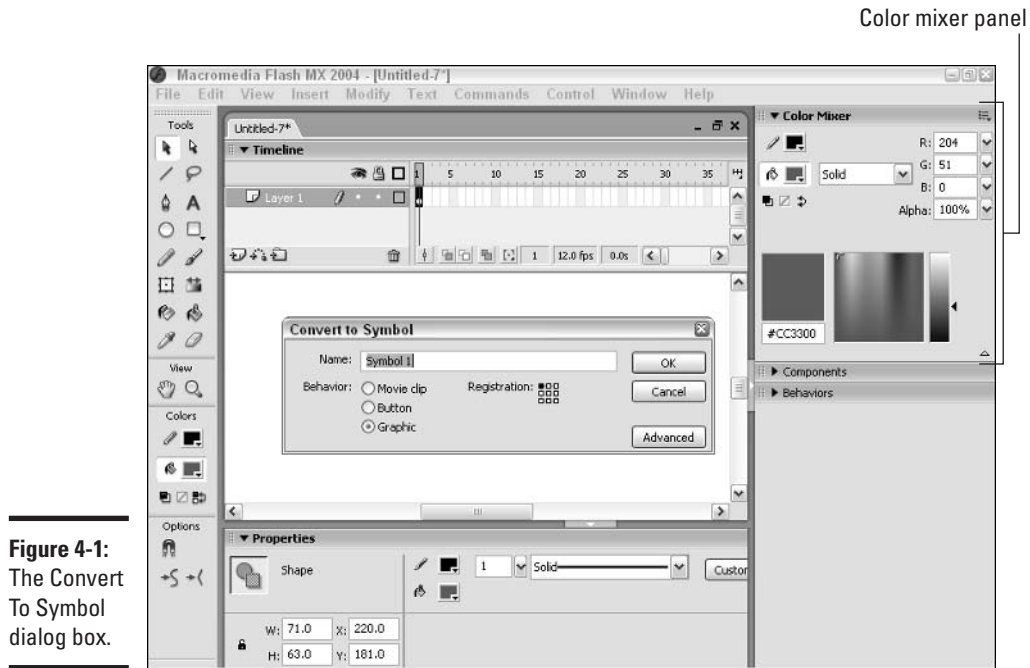 Color mixer panel
Macromedia Flash MX 2004 - [Untitled-7*]
File Edit View Insert Modify Text Commands Control Window Help
Tools
Untitled-7*
Timeline
1 5 10 15 20 25 30 35
Layer 1
1 12.0 fps 0.0s
Color Mixer
R: 204
G: 51
Solid
B: 0
Alpha: 100%
#CC3300
Components
Behaviors
Convert to Symbol
Name: Symbol 1
OK
Behavior: Movie clip
Registration:
Cancel
Button
Graphic
Advanced
View
Colors
Options
Properties
Shape
1 Solid
Custor
W: 71.0 X: 220.0
H: 63.0 Y: 181.0
Figure 4-1:
The Convert
To Symbol
dialog box.